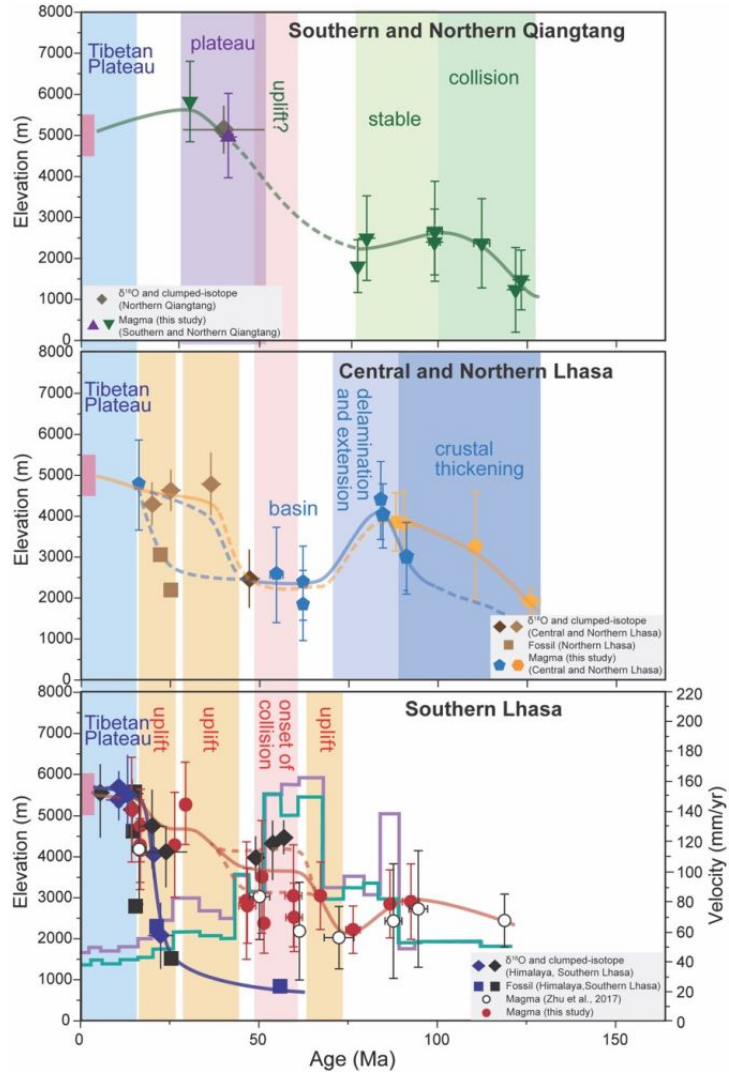 Southern and Northern Qiangtang
8000
7000
6000
5000
4000
3000
2000
1000
0
Elevation (m)
Tibetan
Plateau
plateau
uplift?
stable
collision
δ¹⁸O and clumped-isotope
(Northern Qiangtang)
Magma (this study)
(Southern and Northern Qiangtang)
Central and Northern Lhasa
8000
7000
6000
5000
4000
3000
2000
1000
0
Elevation (m)
Tibetan
Plateau
basin
delamination
and extension
crustal
thickening
δ¹⁸O and clumped-isotope
(Central and Northern Lhasa)
Fossil (Northern Lhasa)
Magma (this study)
(Central and Northern Lhasa)
Southern Lhasa
8000
7000
6000
5000
4000
3000
2000
1000
0
Elevation (m)
Tibetan
Plateau
uplift
uplift
onset of
collision
uplift
220
200
180
160
140
120
100
80
60
40
20
0
Velocity (mm/yr)
δ¹⁸O and clumped-isotope
(Himalaya, Southern Lhasa)
Fossil (Himalaya,Southern Lhasa)
Magma (Zhu et al., 2017)
Magma (this study)
0
50
100
150
Age (Ma)